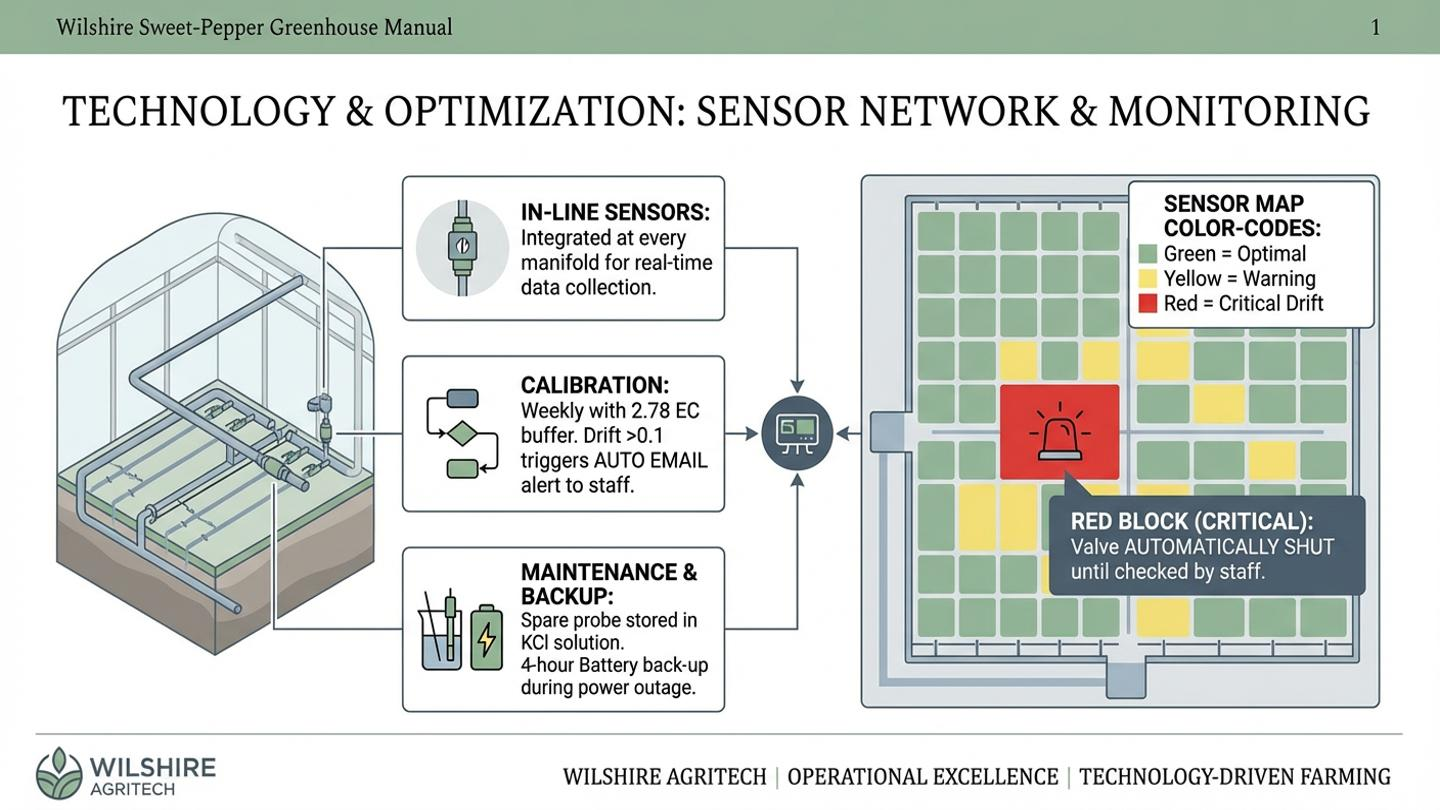 Wilshire Sweet-Pepper Greenhouse Manual
1
TECHNOLOGY & OPTIMIZATION: SENSOR NETWORK & MONITORING
IN-LINE SENSORS:
Integrated at every
manifold for real-time
data collection.
CALIBRATION:
Weekly with 2.78 EC
buffer. Drift >0.1
triggers AUTO EMAIL
alert to staff.
MAINTENANCE &
BACKUP:
Spare probe stored in
KCl solution.
4-hour Battery back-up
during power outage.
SENSOR MAP
COLOR-CODES:
Green = Optimal
Yellow = Warning
Red = Critical Drift
RED BLOCK (CRITICAL):
Valve AUTOMATICALLY SHUT
until checked by staff.
WILSHIRE
AGRITECH
WILSHIRE AGRITECH | OPERATIONAL EXCELLENCE | TECHNOLOGY-DRIVEN FARMING